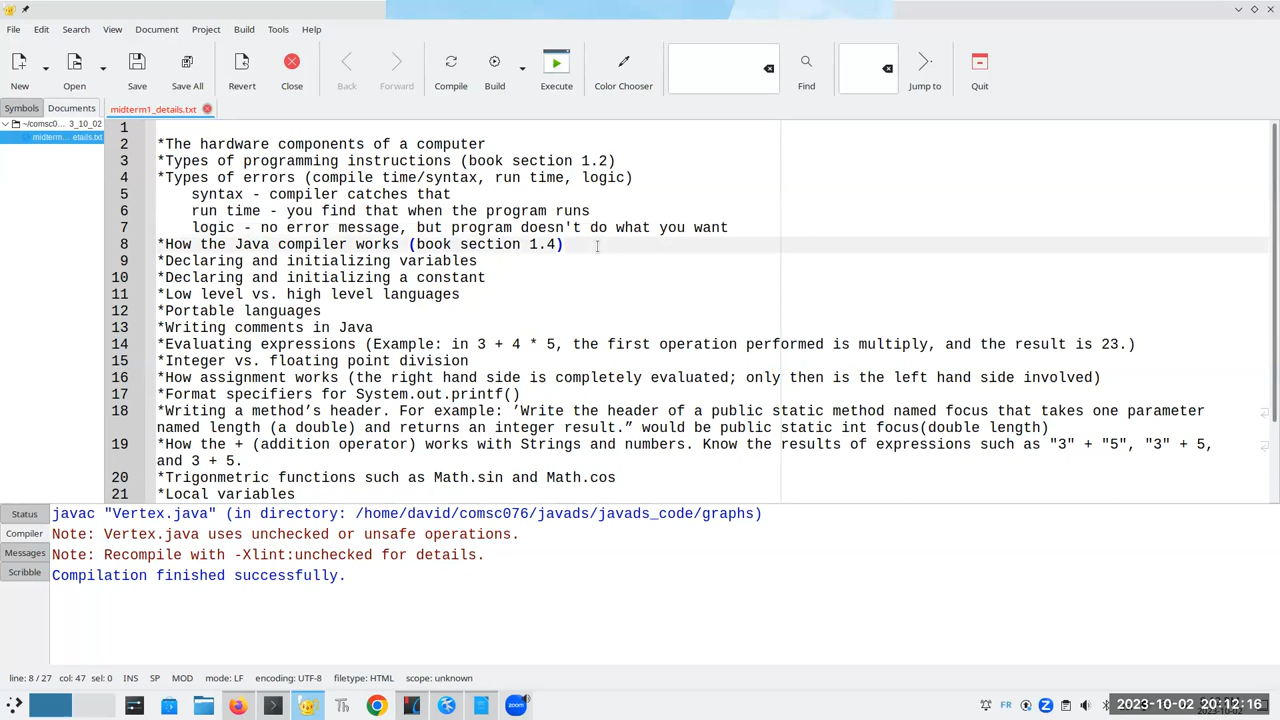 File Edit Search View Document Project Build Tools Help
New Open Save Save All Revert Close Back Forward Compile Build Execute Color Chooser Find Jump to Quit
Symbols Documents midterm1_details.txt
~/comsc0... 3_10_02
midterm... etails.txt
1
2 *The hardware components of a computer
3 *Types of programming instructions (book section 1.2)
4 *Types of errors (compile time/syntax, run time, logic)
5 syntax - compiler catches that
6 run time - you find that when the program runs
7 logic - no error message, but program doesn't do what you want
8 *How the Java compiler works (book section 1.4)
9 *Declaring and initializing variables
10 *Declaring and initializing a constant
11 *Low level vs. high level languages
12 *Portable languages
13 *Writing comments in Java
14 *Evaluating expressions (Example: in 3 + 4 * 5, the first operation performed is multiply, and the result is 23.)
15 *Integer vs. floating point division
16 *How assignment works (the right hand side is completely evaluated; only then is the left hand side involved)
17 *Format specifiers for System.out.printf()
18 *Writing a method’s header. For example: ’Write the header of a public static method named focus that takes one parameter
named length (a double) and returns an integer result.” would be public static int focus(double length)
19 *How the + (addition operator) works with Strings and numbers. Know the results of expressions such as "3" + "5", "3" + 5,
and 3 + 5.
20 *Trigonmetric functions such as Math.sin and Math.cos
21 *Local variables
Status
Compiler
Messages
Scribble
javac "Vertex.java" (in directory: /home/david/comsc076/javads/javads_code/graphs)
Note: Vertex.java uses unchecked or unsafe operations.
Note: Recompile with -Xlint:unchecked for details.
Compilation finished successfully.
line: 8 / 27 col: 47 sel: 0 INS SP MOD mode: LF encoding: UTF-8 filetype: HTML scope: unknown
Th zoom FR 2023-10-02 20:12:16